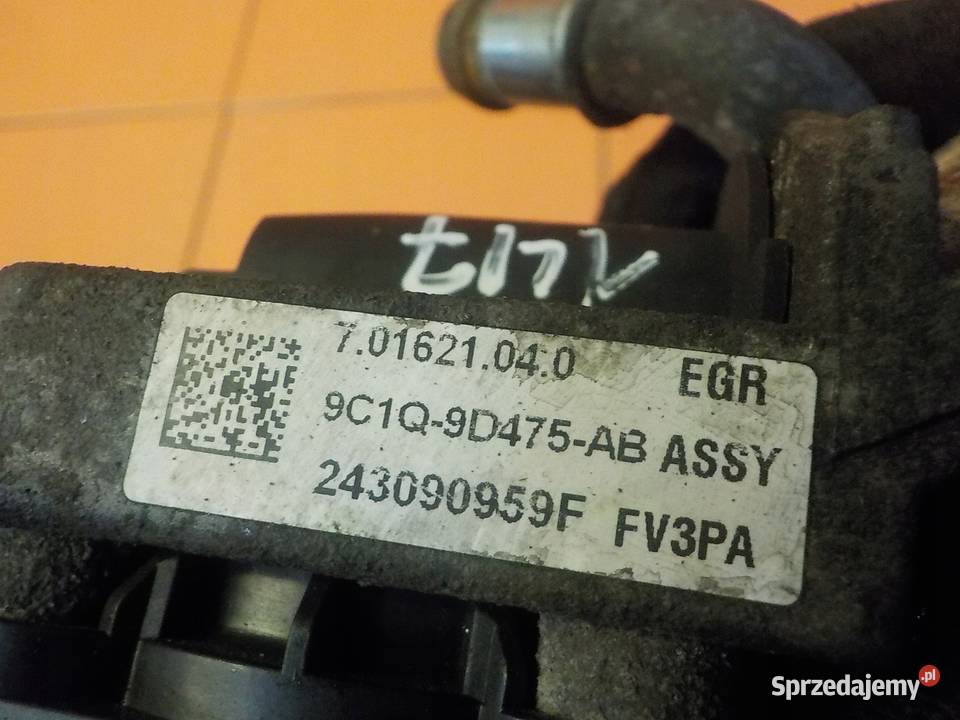 7.01621.04.0 EGR
9C1Q-9D475-AB ASSY
243090959F FV3PA
Sprzedajemy.pl